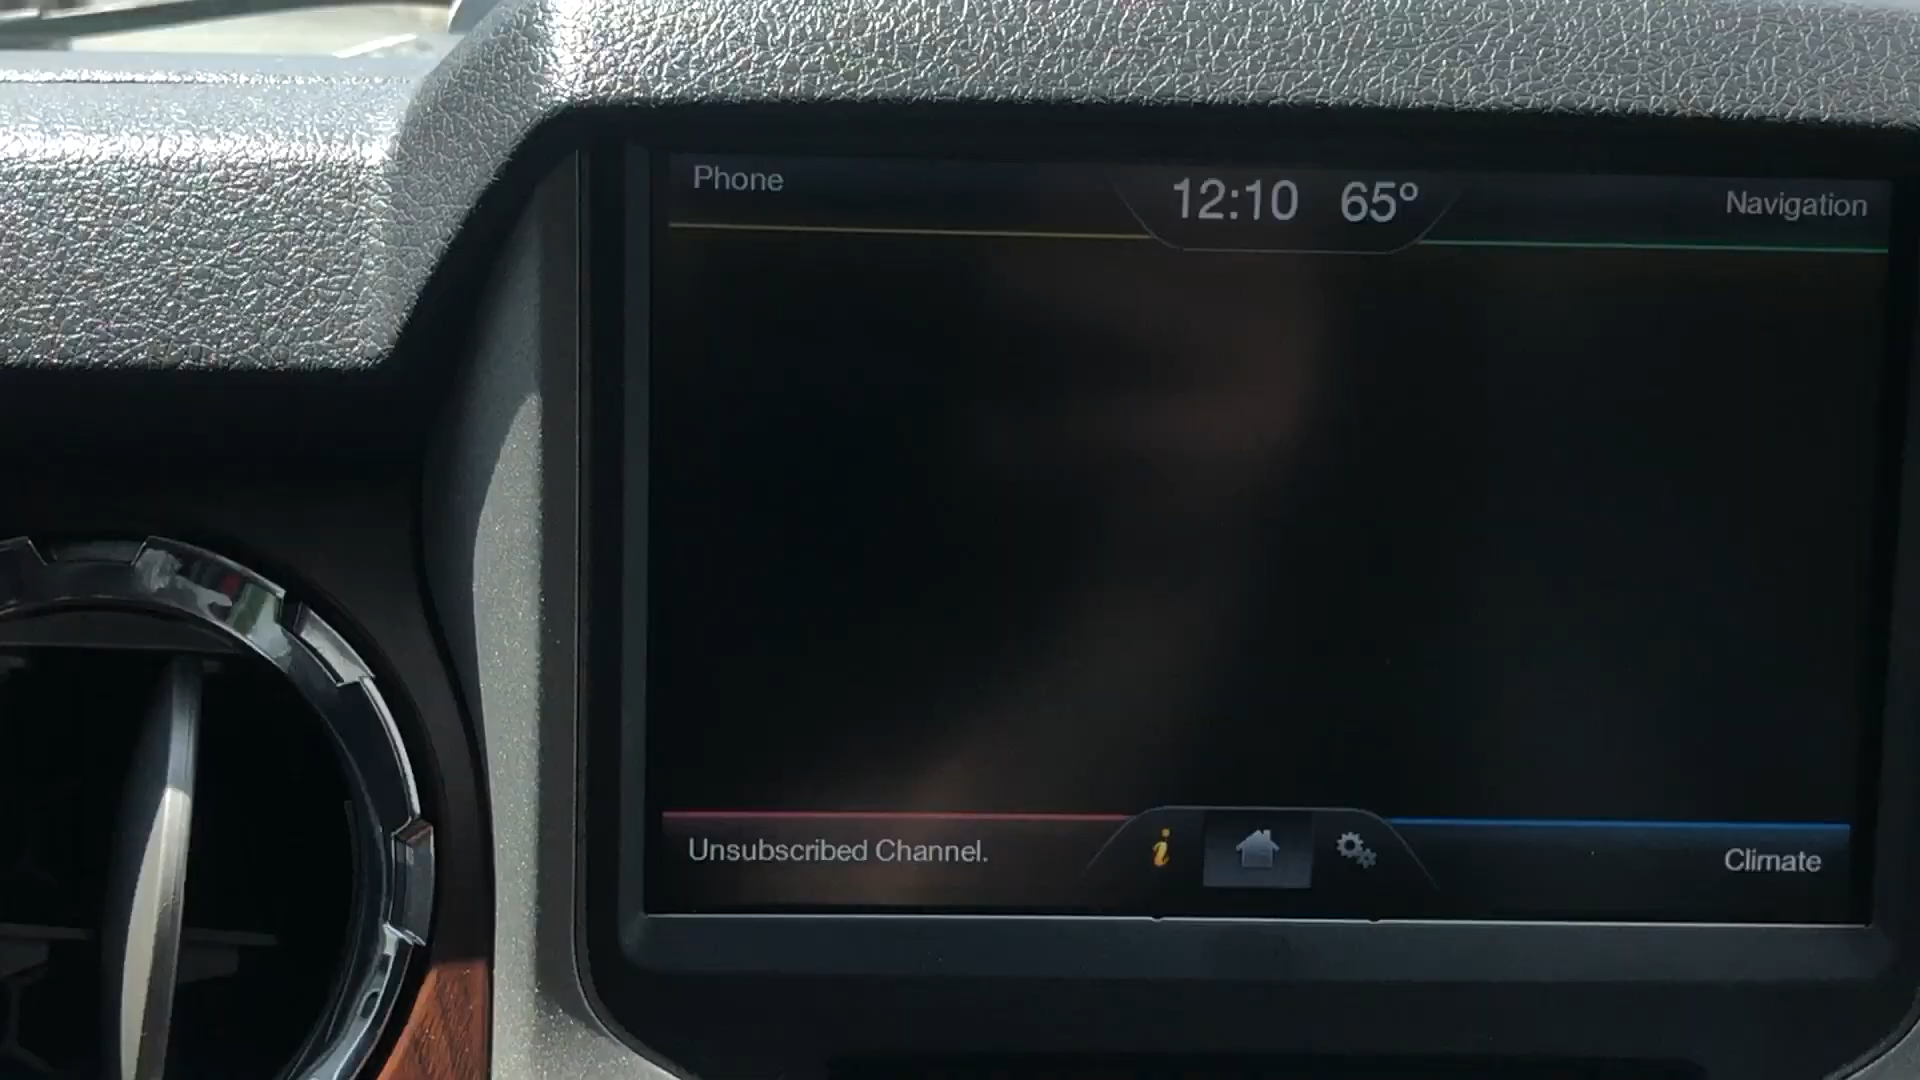 Phone
12:10 65°
Navigation
Unsubscribed Channel.
i
Climate